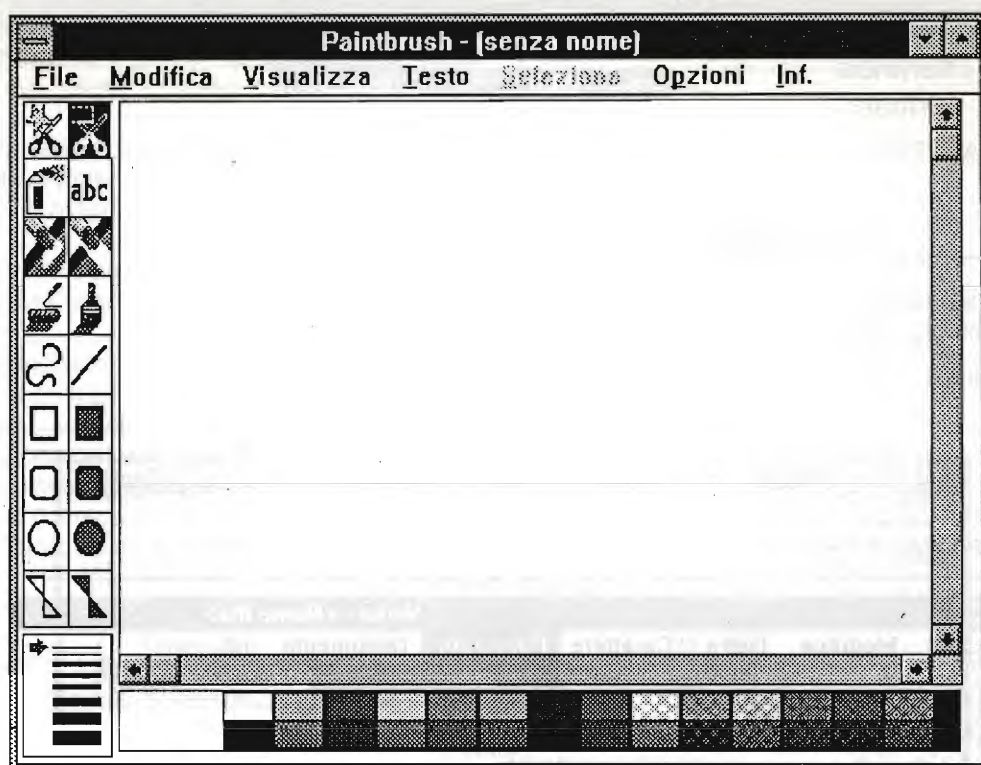 Paintbrush - (senza nome)
File Modifica Visualizza Testo Selezione Opzioni Inf.
abc